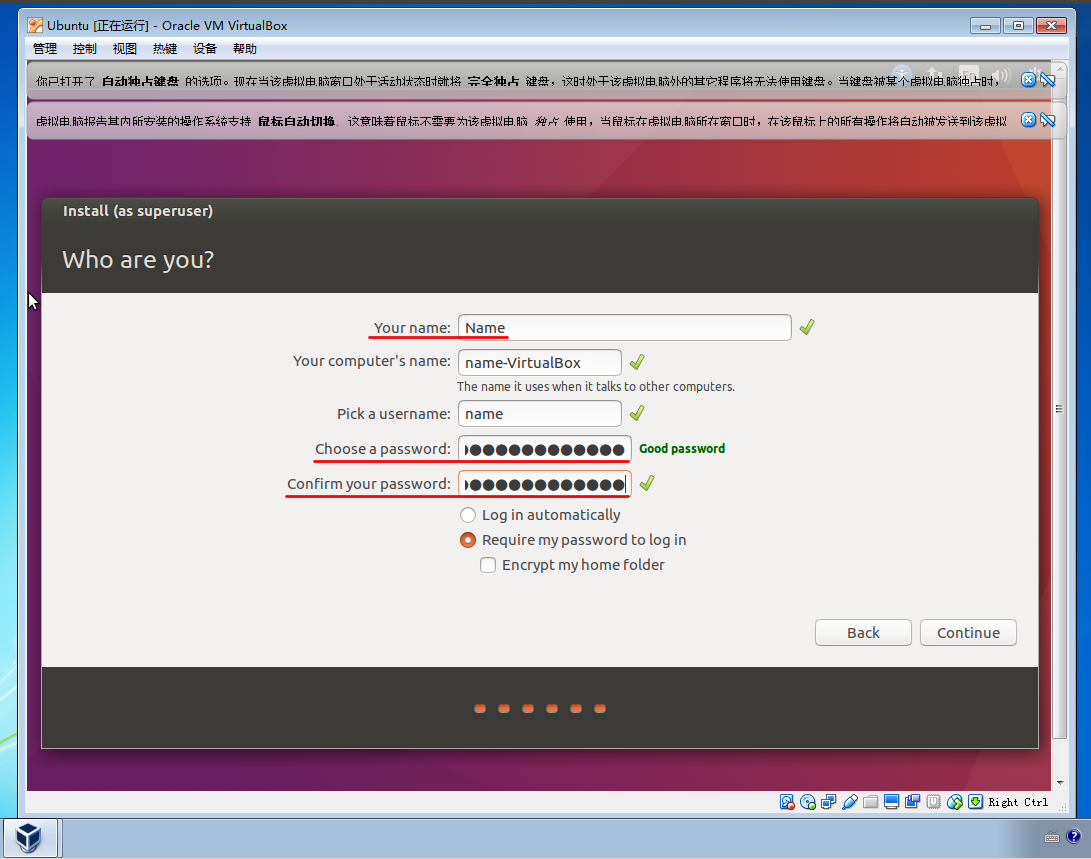 Ubuntu [正在运行] - Oracle VM VirtualBox
管理 控制 视图 热键 设备 帮助
你已打开了 自动独占键盘 的选项。现在当该虚拟电脑窗口处于活动状态时就将 完全独占 键盘，这时处于该虚拟电脑外的其它程序将无法使用键盘。当键盘被某个虚拟电脑独占时，
虚拟电脑报告其内所安装的操作系统支持 鼠标自动切换. 这意味着鼠标不需要为该虚拟电脑 独占 使用，当鼠标在虚拟电脑所在窗口时，在该鼠标上的所有操作将自动被发送到该虚拟
Install (as superuser)
Who are you?
Your name: Name
Your computer's name: name-VirtualBox
The name it uses when it talks to other computers.
Pick a username: name
Choose a password: ●●●●●●●●●●●● Good password
Confirm your password: ●●●●●●●●●●●●
Log in automatically
Require my password to log in
Encrypt my home folder
Back Continue
Right Ctrl